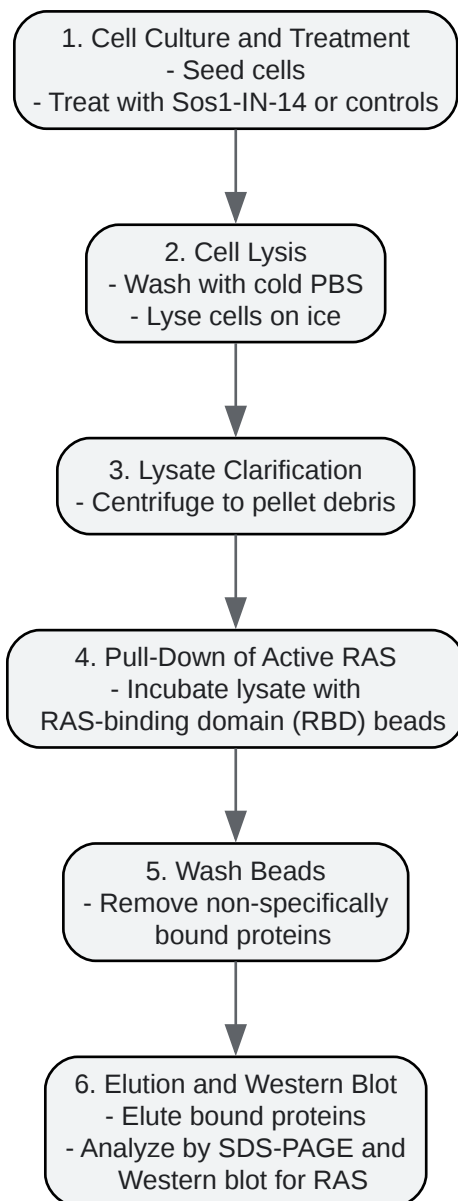 1. Cell Culture and Treatment
- Seed cells
- Treat with Sos1-IN-14 or controls
2. Cell Lysis
- Wash with cold PBS
- Lyse cells on ice
3. Lysate Clarification
- Centrifuge to pellet debris
4. Pull-Down of Active RAS
- Incubate lysate with
RAS-binding domain (RBD) beads
5. Wash Beads
- Remove non-specifically
bound proteins
6. Elution and Western Blot
- Elute bound proteins
- Analyze by SDS-PAGE and
Western blot for RAS